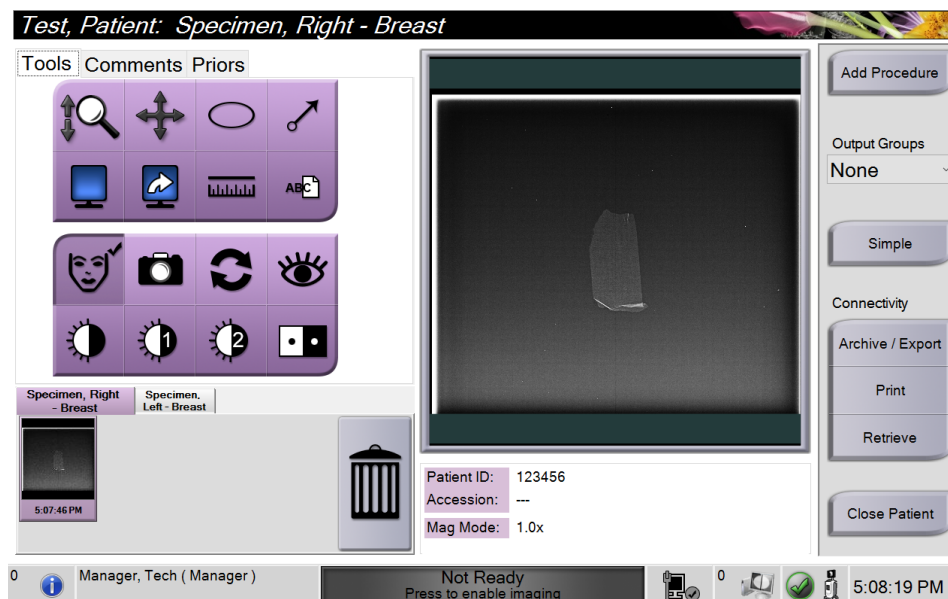 Test, Patient: Specimen, Right - Breast
Tools Comments Priors
ABC
1
2
Specimen, Right
- Breast
Specimen,
Left - Breast
5:07:46 PM
Patient ID: 123456
Accession: ---
Mag Mode: 1.0x
Add Procedure
Output Groups
None
Simple
Connectivity
Archive / Export
Print
Retrieve
Close Patient
0
Manager, Tech ( Manager )
Not Ready
Press to enable imaging
0
5:08:19 PM